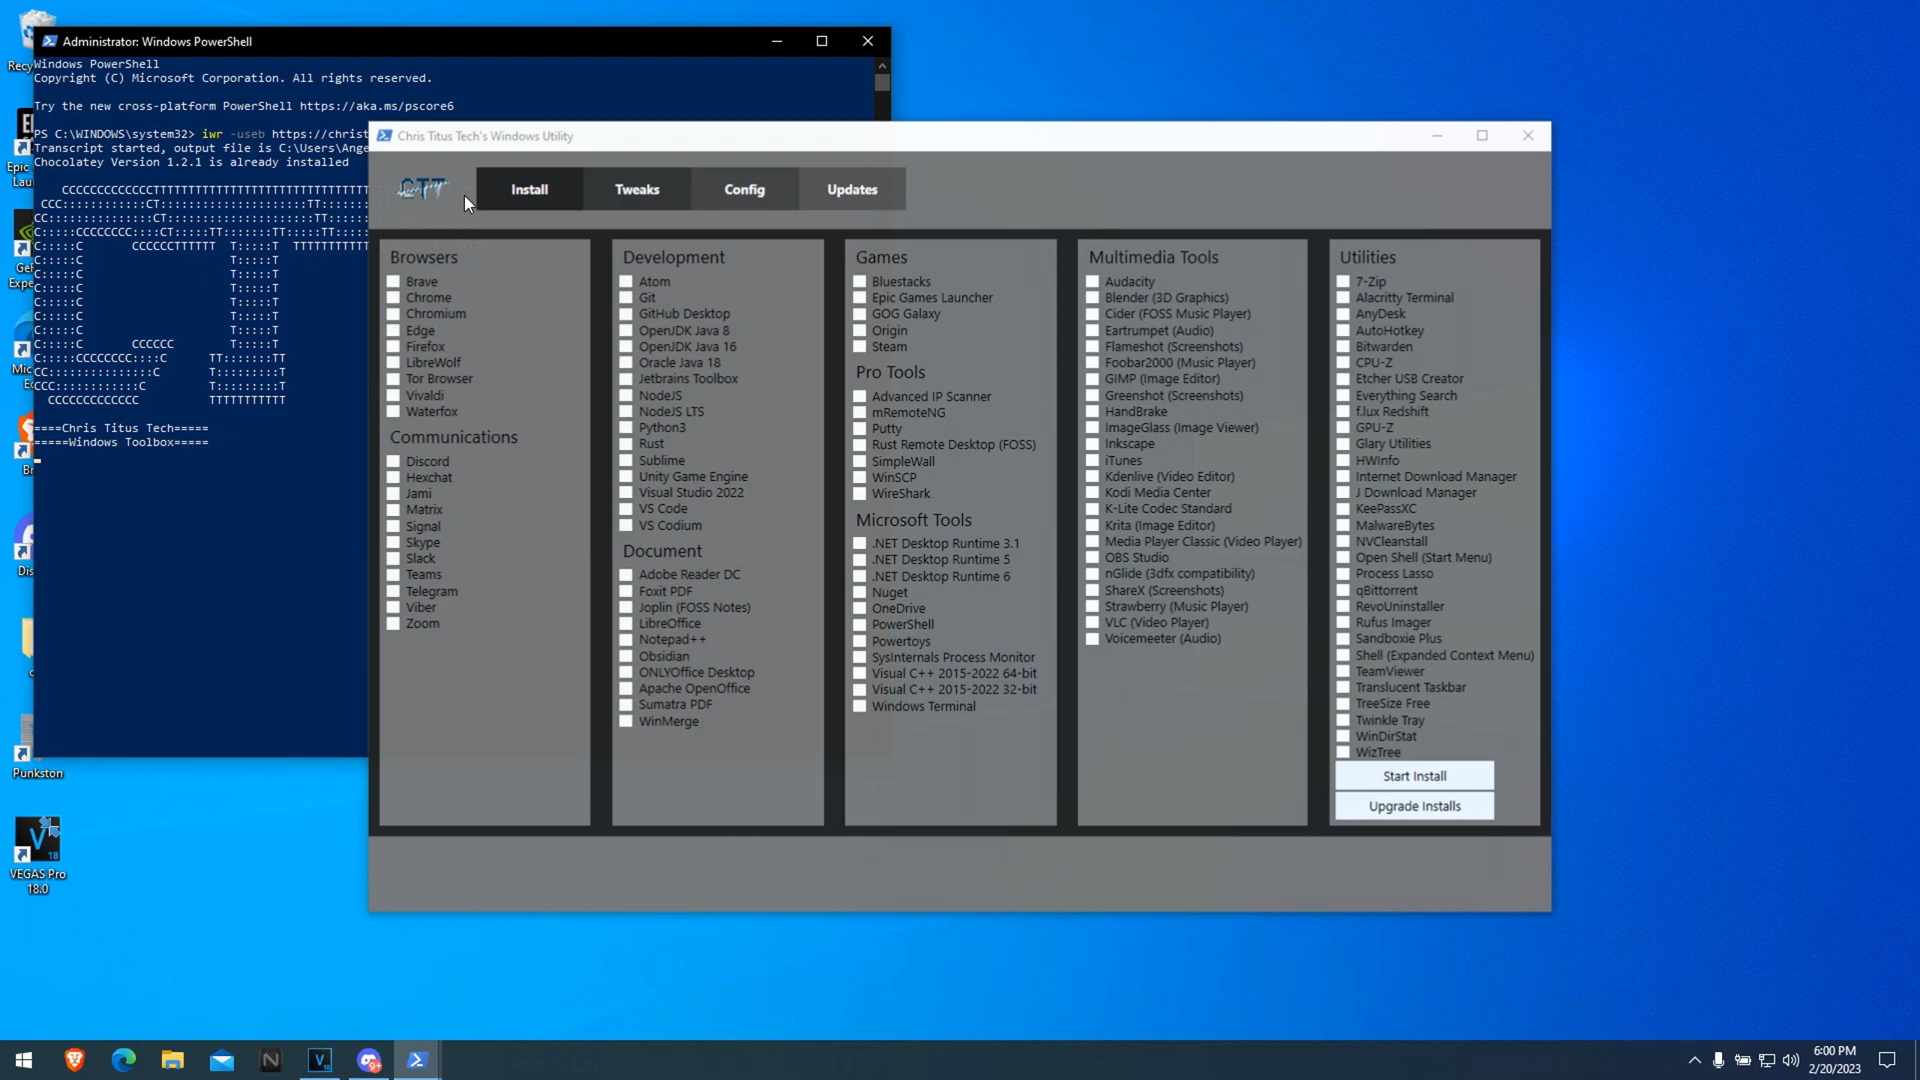 Administrator: Windows PowerShell
Windows PowerShell
Copyright (C) Microsoft Corporation. All rights reserved.
Try the new cross-platform PowerShell https://aka.ms/pscore6
PS C:\WINDOWS\system32> iwr -useb https://christ
Transcript started, output file is C:\Users\Ange
Chocolatey Version 1.2.1 is already installed
====Chris Titus Tech=====
=====Windows Toolbox=====
Chris Titus Tech's Windows Utility
CTT
Install
Tweaks
Config
Updates
Browsers
Brave
Chrome
Chromium
Edge
Firefox
LibreWolf
Tor Browser
Vivaldi
Waterfox
Communications
Discord
Hexchat
Jami
Matrix
Signal
Skype
Slack
Teams
Telegram
Viber
Zoom
Development
Atom
Git
GitHub Desktop
OpenJDK Java 8
OpenJDK Java 16
Oracle Java 18
Jetbrains Toolbox
NodeJS
NodeJS LTS
Python3
Rust
Sublime
Unity Game Engine
Visual Studio 2022
VS Code
VS Codium
Document
Adobe Reader DC
Foxit PDF
Joplin (FOSS Notes)
LibreOffice
Notepad++
Obsidian
ONLYOffice Desktop
Apache OpenOffice
Sumatra PDF
WinMerge
Games
Bluestacks
Epic Games Launcher
GOG Galaxy
Origin
Steam
Pro Tools
Advanced IP Scanner
mRemoteNG
Putty
Rust Remote Desktop (FOSS)
SimpleWall
WinSCP
WireShark
Microsoft Tools
.NET Desktop Runtime 3.1
.NET Desktop Runtime 5
.NET Desktop Runtime 6
Nuget
OneDrive
PowerShell
Powertoys
SysInternals Process Monitor
Visual C++ 2015-2022 64-bit
Visual C++ 2015-2022 32-bit
Windows Terminal
Multimedia Tools
Audacity
Blender (3D Graphics)
Cider (FOSS Music Player)
Eartrumpet (Audio)
Flameshot (Screenshots)
Foobar2000 (Music Player)
GIMP (Image Editor)
Greenshot (Screenshots)
HandBrake
ImageGlass (Image Viewer)
Inkscape
iTunes
Kdenlive (Video Editor)
Kodi Media Center
K-Lite Codec Standard
Krita (Image Editor)
Media Player Classic (Video Player)
OBS Studio
nGlide (3dfx compatibility)
ShareX (Screenshots)
Strawberry (Music Player)
VLC (Video Player)
Voicemeeter (Audio)
Utilities
7-Zip
Alacritty Terminal
AnyDesk
AutoHotkey
Bitwarden
CPU-Z
Etcher USB Creator
Everything Search
f.lux Redshift
GPU-Z
Glary Utilities
HWInfo
Internet Download Manager
J Download Manager
KeePassXC
MalwareBytes
NVCleanstall
Open Shell (Start Menu)
Process Lasso
qBittorrent
RevoUninstaller
Rufus Imager
Sandboxie Plus
Shell (Expanded Context Menu)
TeamViewer
Translucent Taskbar
TreeSize Free
Twinkle Tray
WinDirStat
WizTree
Start Install
Upgrade Installs
Punkston
VEGAS Pro
18.0
6:00 PM
2/20/2023